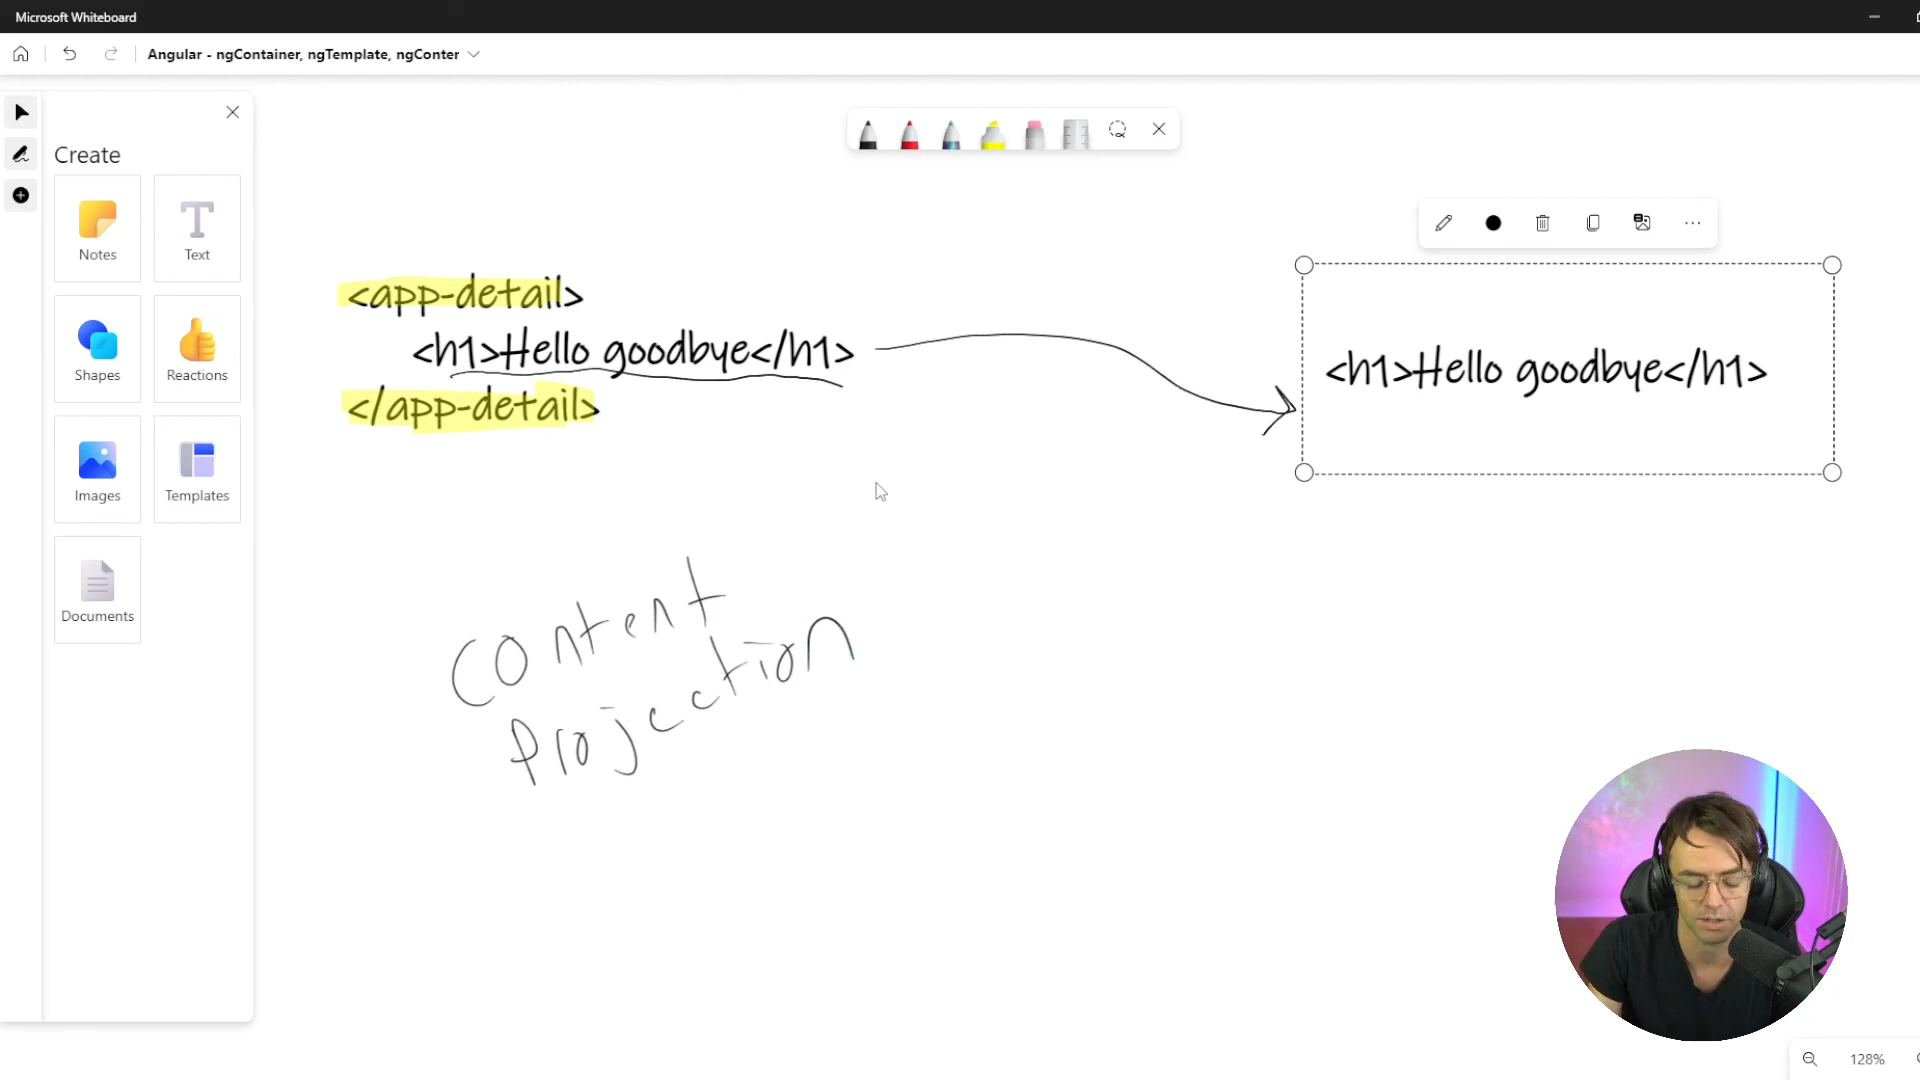 Microsoft Whiteboard
Angular - ngContainer, ngTemplate, ngConter
Create
Notes
Text
Shapes
Reactions
Images
Templates
Documents
<app-detail>
<h1>Hello goodbye</h1>
</app-detail>
<h1>Hello goodbye</h1>
content
projection
128%